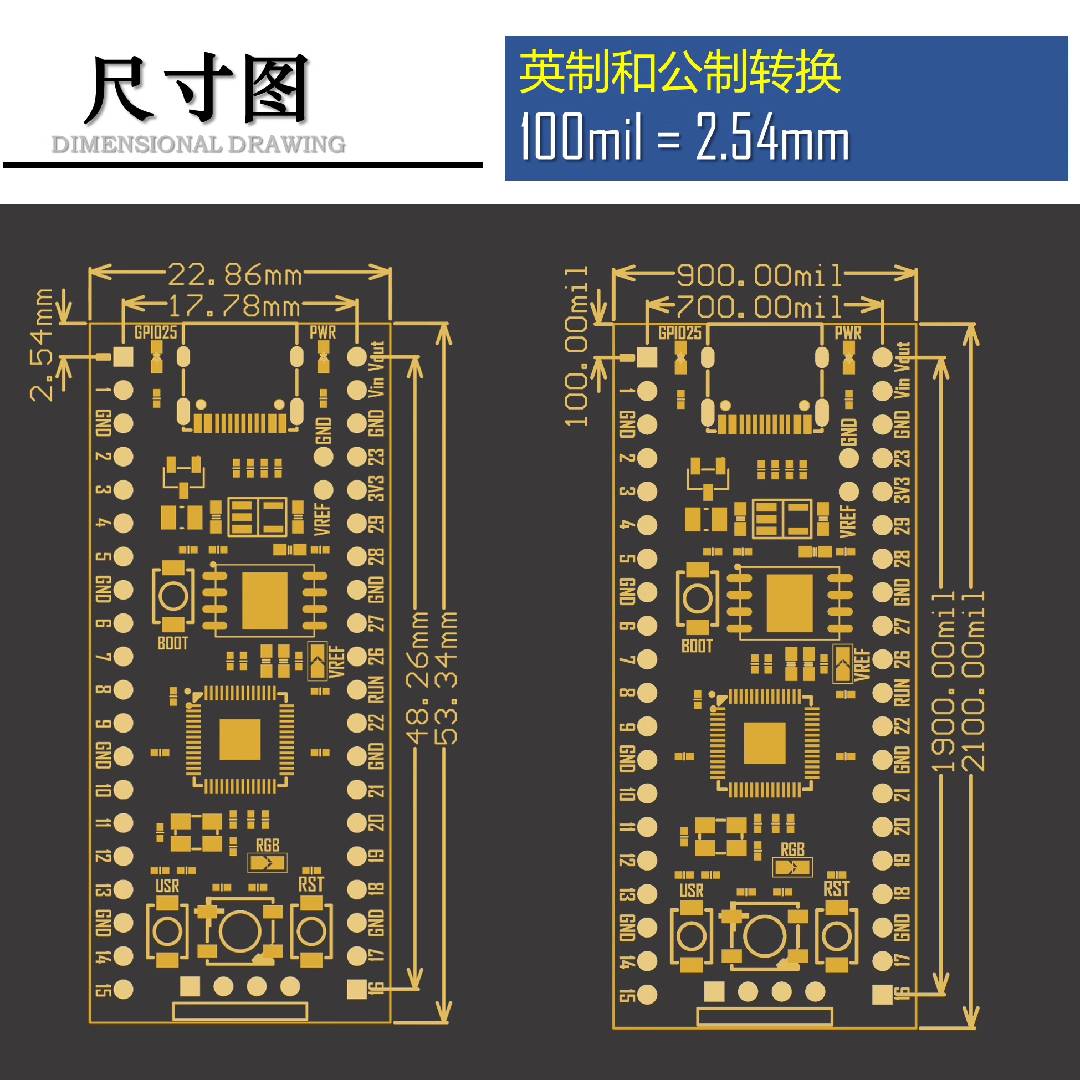 尺寸图
DIMENSIONAL DRAWING
英制和公制转换
100mil = 2.54mm
22.86mm
17.78mm
2.54mm
GPIO25
PWR
1
GND
2
3
4
5
GND
6
7
8
9
GND
10
11
12
13
GND
14
15
GND
VREF
BOOT
VREF
RGB
USR
RST
Vout
Vin
GND
23
3V3
29
28
GND
27
26
RUN
22
GND
21
20
19
18
GND
17
16
48.26mm
53.34mm
900.00mil
700.00mil
100.00mil
GPIO25
PWR
1
GND
2
3
4
5
GND
6
7
8
9
GND
10
11
12
13
GND
14
15
GND
VREF
BOOT
VREF
RGB
USR
RST
Vout
Vin
GND
23
3V3
29
28
GND
27
26
RUN
22
GND
21
20
19
18
GND
17
16
1900.00mil
2100.00mil